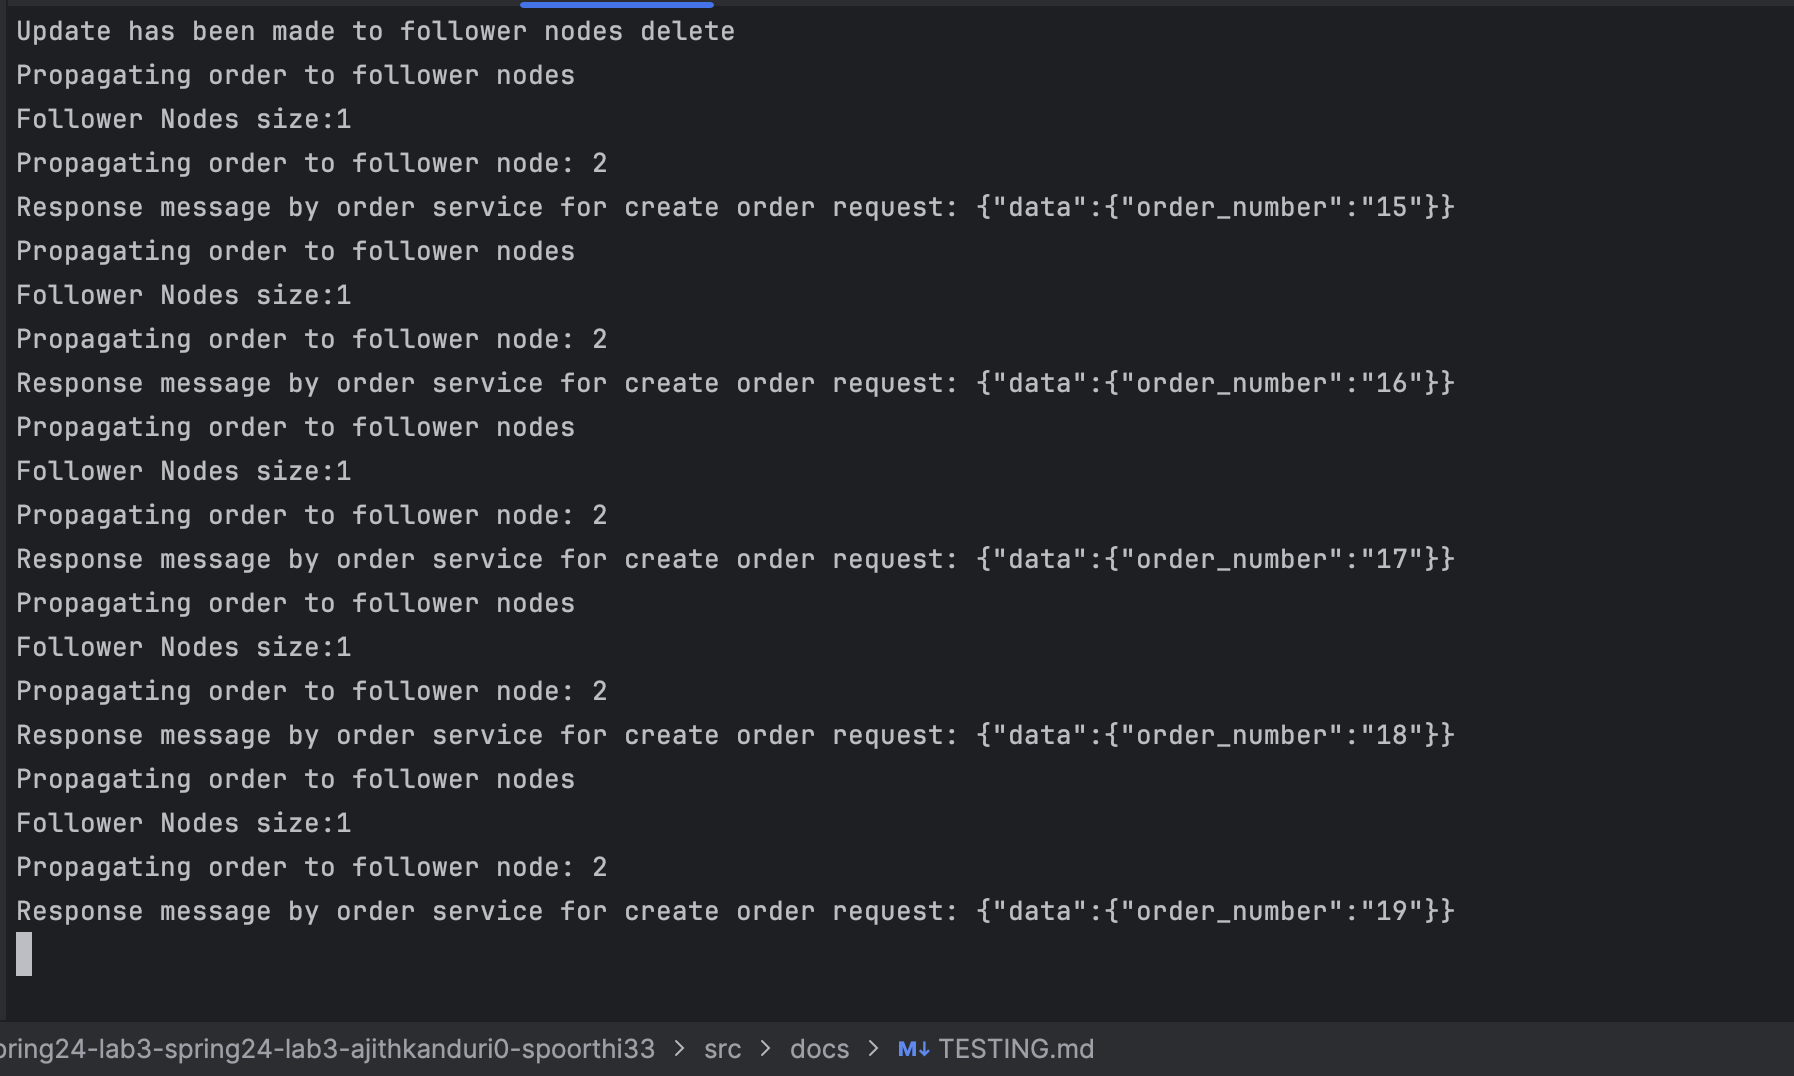 Update has been made to follower nodes delete
Propagating order to follower nodes
Follower Nodes size:1
Propagating order to follower node: 2
Response message by order service for create order request: {"data":{"order_number":"15"}}
Propagating order to follower nodes
Follower Nodes size:1
Propagating order to follower node: 2
Response message by order service for create order request: {"data":{"order_number":"16"}}
Propagating order to follower nodes
Follower Nodes size:1
Propagating order to follower node: 2
Response message by order service for create order request: {"data":{"order_number":"17"}}
Propagating order to follower nodes
Follower Nodes size:1
Propagating order to follower node: 2
Response message by order service for create order request: {"data":{"order_number":"18"}}
Propagating order to follower nodes
Follower Nodes size:1
Propagating order to follower node: 2
Response message by order service for create order request: {"data":{"order_number":"19"}}
pring24-lab3-spring24-lab3-ajithkanduri0-spoorthi33 > src > docs > M↓ TESTING.md